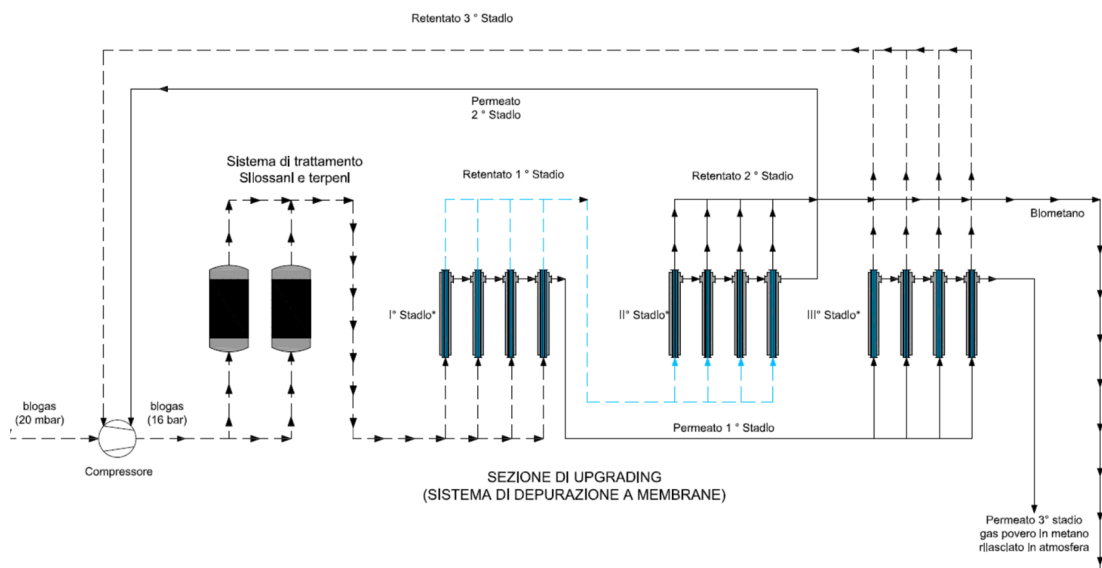 Retentato 3 ° Stadio
Permeato
2 ° Stadio
Sistema di trattamento
Silossani e terpeni
Retentato 1 ° Stadio
Retentato 2 ° Stadio
Biometano
I° Stadio*
II° Stadio*
III° Stadio*
biogas
(20 mbar)
biogas
(16 bar)
Permeato 1 ° Stadio
Compressore
SEZIONE DI UPGRADING
(SISTEMA DI DEPURAZIONE A MEMBRANE)
Permeato 3° stadio
gas povero in metano
rilasciato in atmosfera